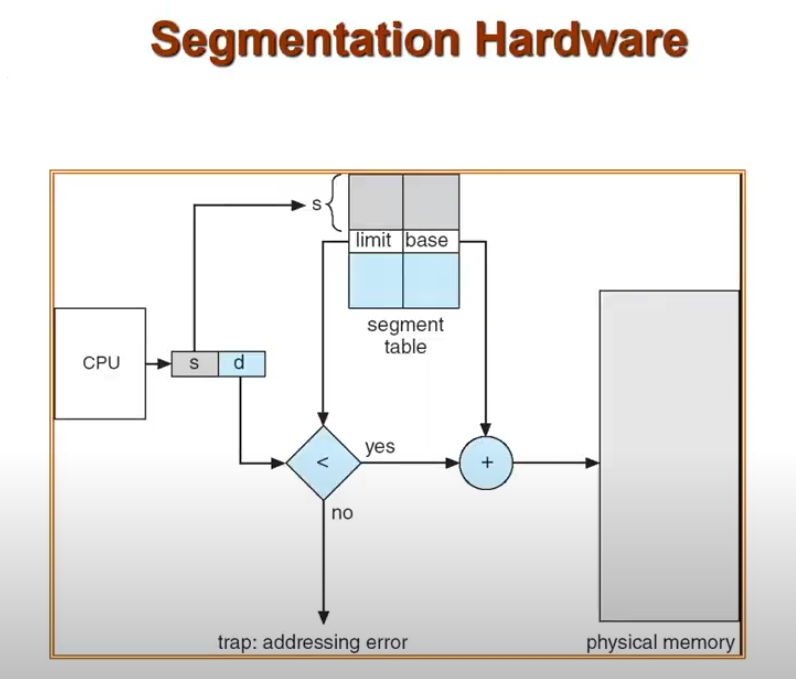 Segmentation Hardware
s
limit base
segment
table
CPU
s d
<
yes
+
no
trap: addressing error
physical memory